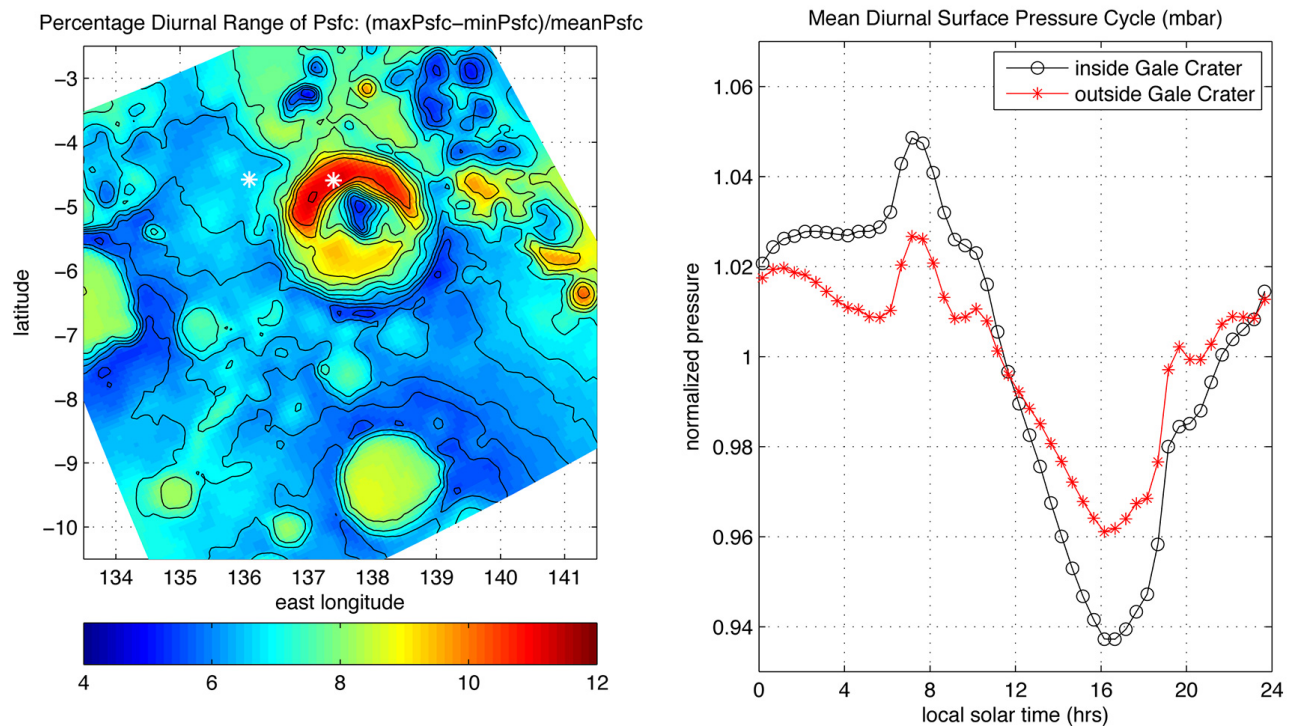 Percentage Diurnal Range of Psfc: (maxPsfc−minPsfc)/meanPsfc
−3
−4
−5
−6
−7
−8
−9
−10
latitude
134 135 136 137 138 139 140 141
east longitude
4 6 8 10 12
Mean Diurnal Surface Pressure Cycle (mbar)
inside Gale Crater
outside Gale Crater
1.06
1.04
1.02
1
0.98
0.96
0.94
normalized pressure
0 4 8 12 16 20 24
local solar time (hrs)